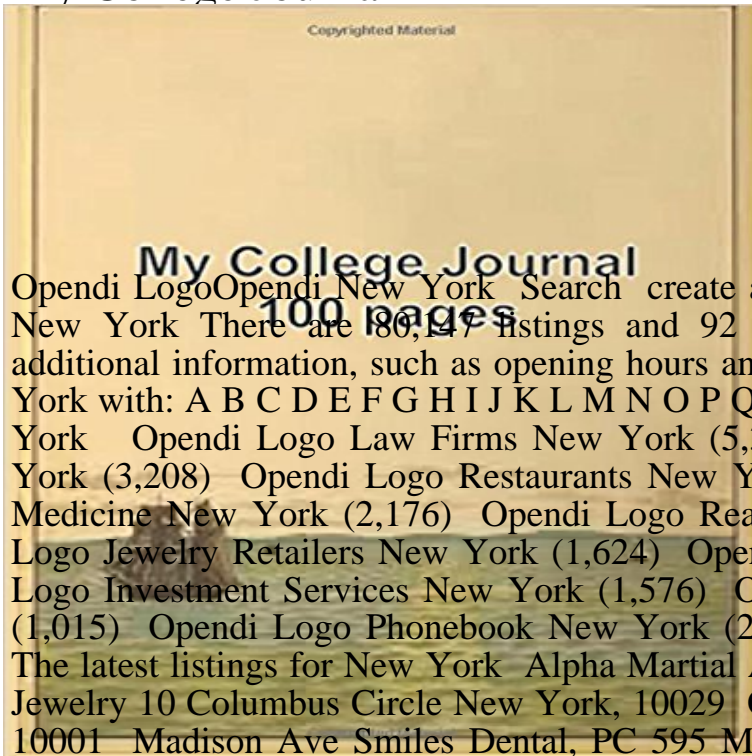 Copyrighted Material
My College Journal
100 pages
Opendi LogoOpendi New York Search create
New York There are 80,147 listings and 92
additional information, such as opening hours
York with: A B C D E F G H I J K L M N O P Q
York Opendi Logo Law Firms New York (5,
York (3,208) Opendi Logo Restaurants New
Medicine New York (2,176) Opendi Logo
Logo Jewelry Retailers New York (1,624)
Logo Investment Services New York (1,576)
(1,015) Opendi Logo Phonebook New York (2
The latest listings for New York Alpha Martial
Jewelry 10 Columbus Circle New York, 10029
10001 Madison Ave Smiles Dental, PC 595